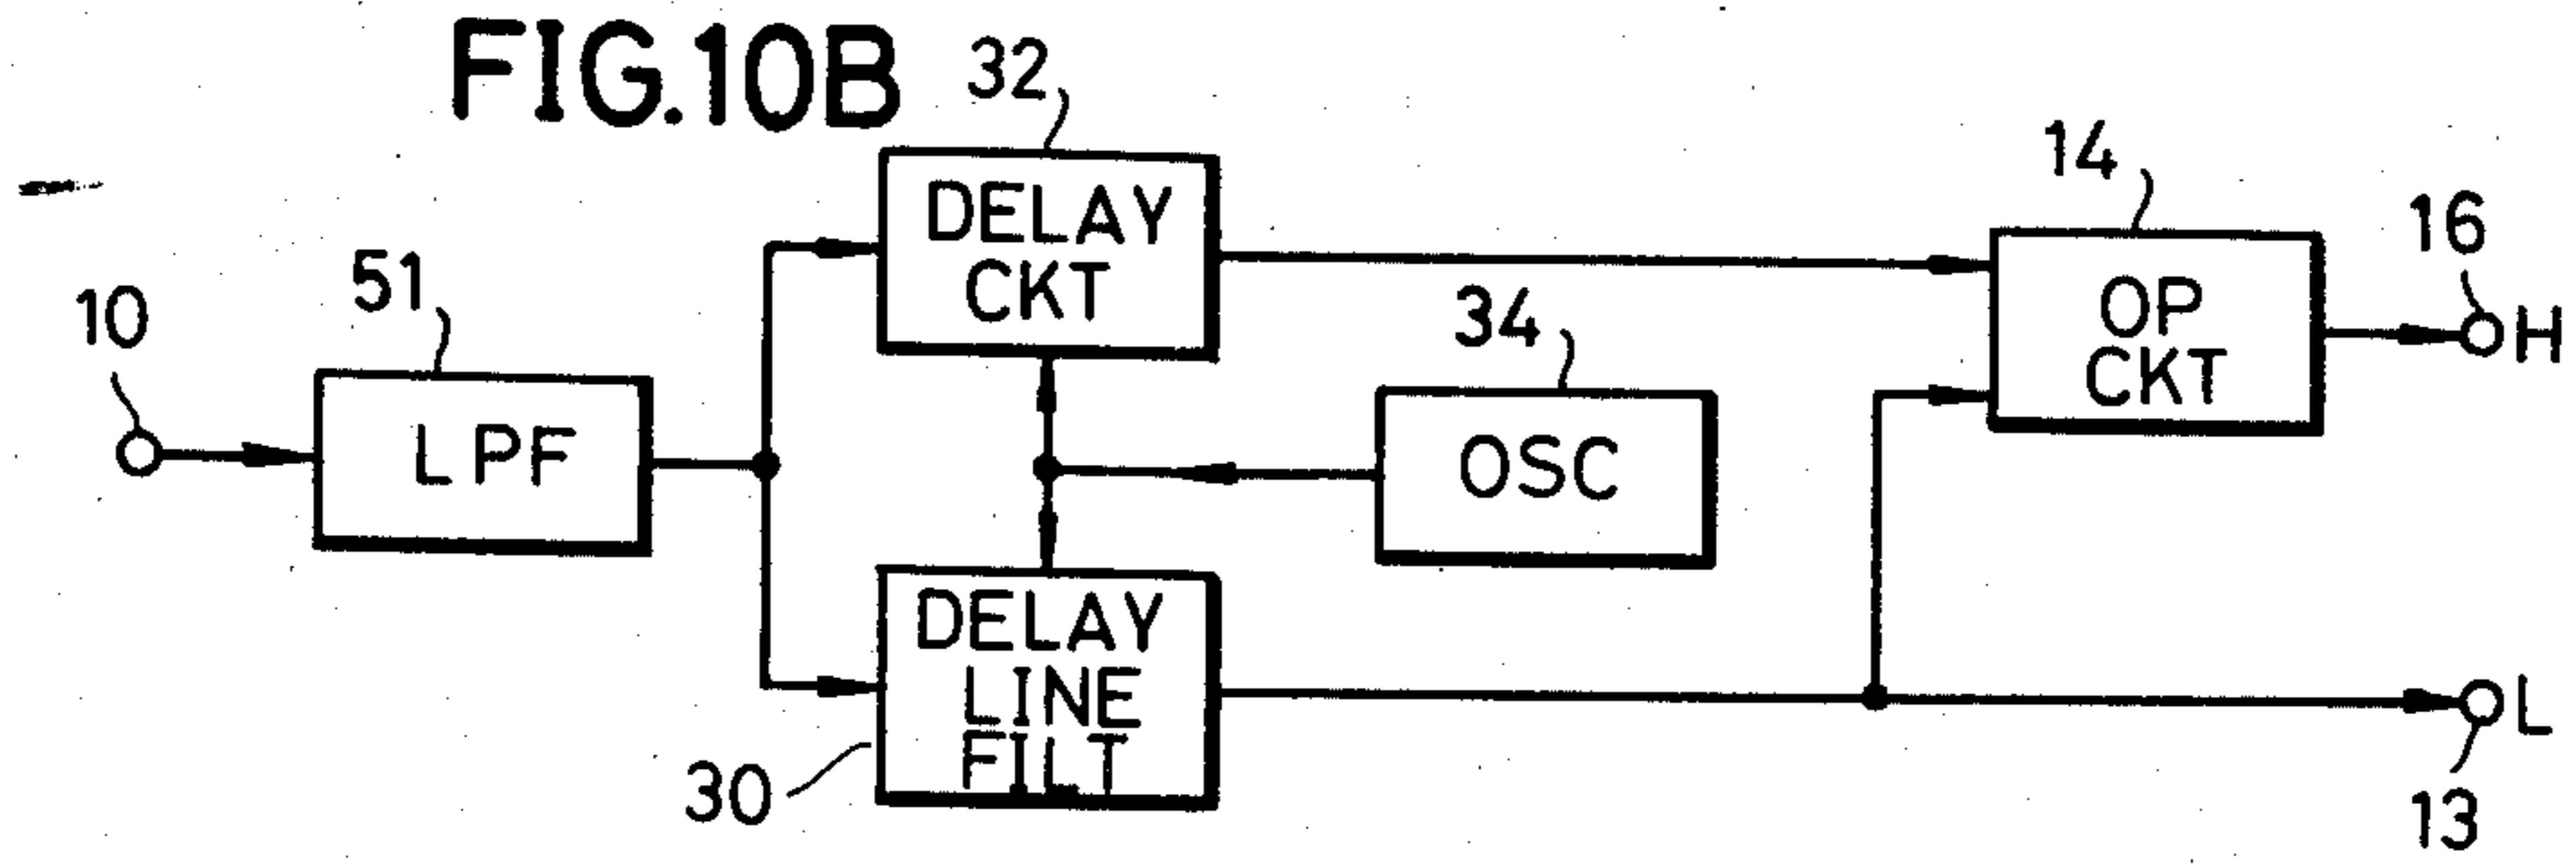 FIG.10B
32
DELAY
CKT
14
16
OP
CKT
H
51
10
LPF
34
OSC
DELAY
LINE
FILT
30
L
13